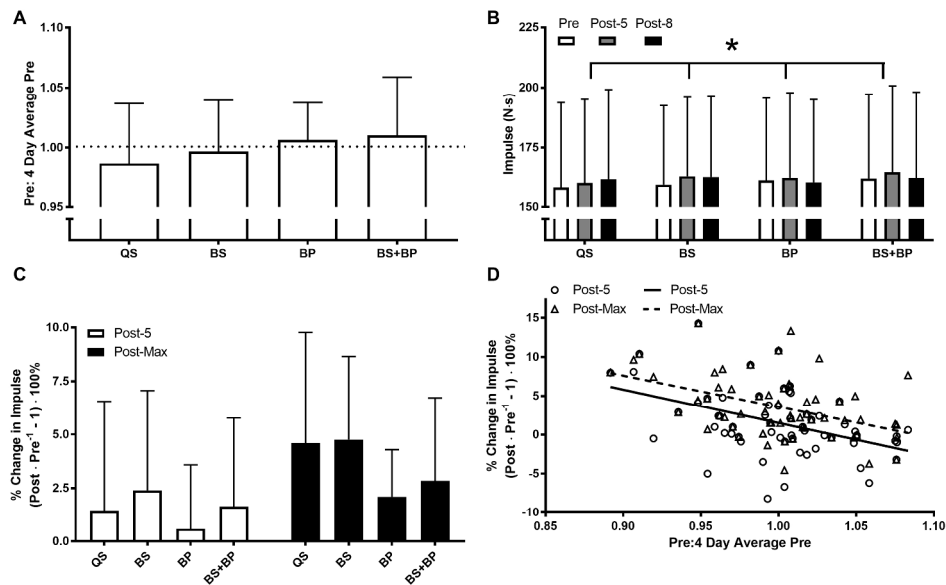 A
Pre: 4 Day Average Pre
1.10
1.05
1.00
0.95
QS
BS
BP
BS+BP
B
Pre
Post-5
Post-8
*
Impulse (N·s)
225
175
150
QS
BS
BP
BS+BP
C
Post-5
Post-Max
% Change in Impulse
(Post · Pre⁻¹ - 1) · 100%
10.0
7.5
5.0
2.5
0.0
QS
BS
BP
BS+BP
QS
BS
BP
BS+BP
D
Post-5
Post-5
Post-Max
Post-Max
% Change in Impulse
(Post · Pre⁻¹ - 1) · 100%
15
10
5
0
-5
-10
0.85
0.90
0.95
1.00
1.05
1.10
Pre:4 Day Average Pre